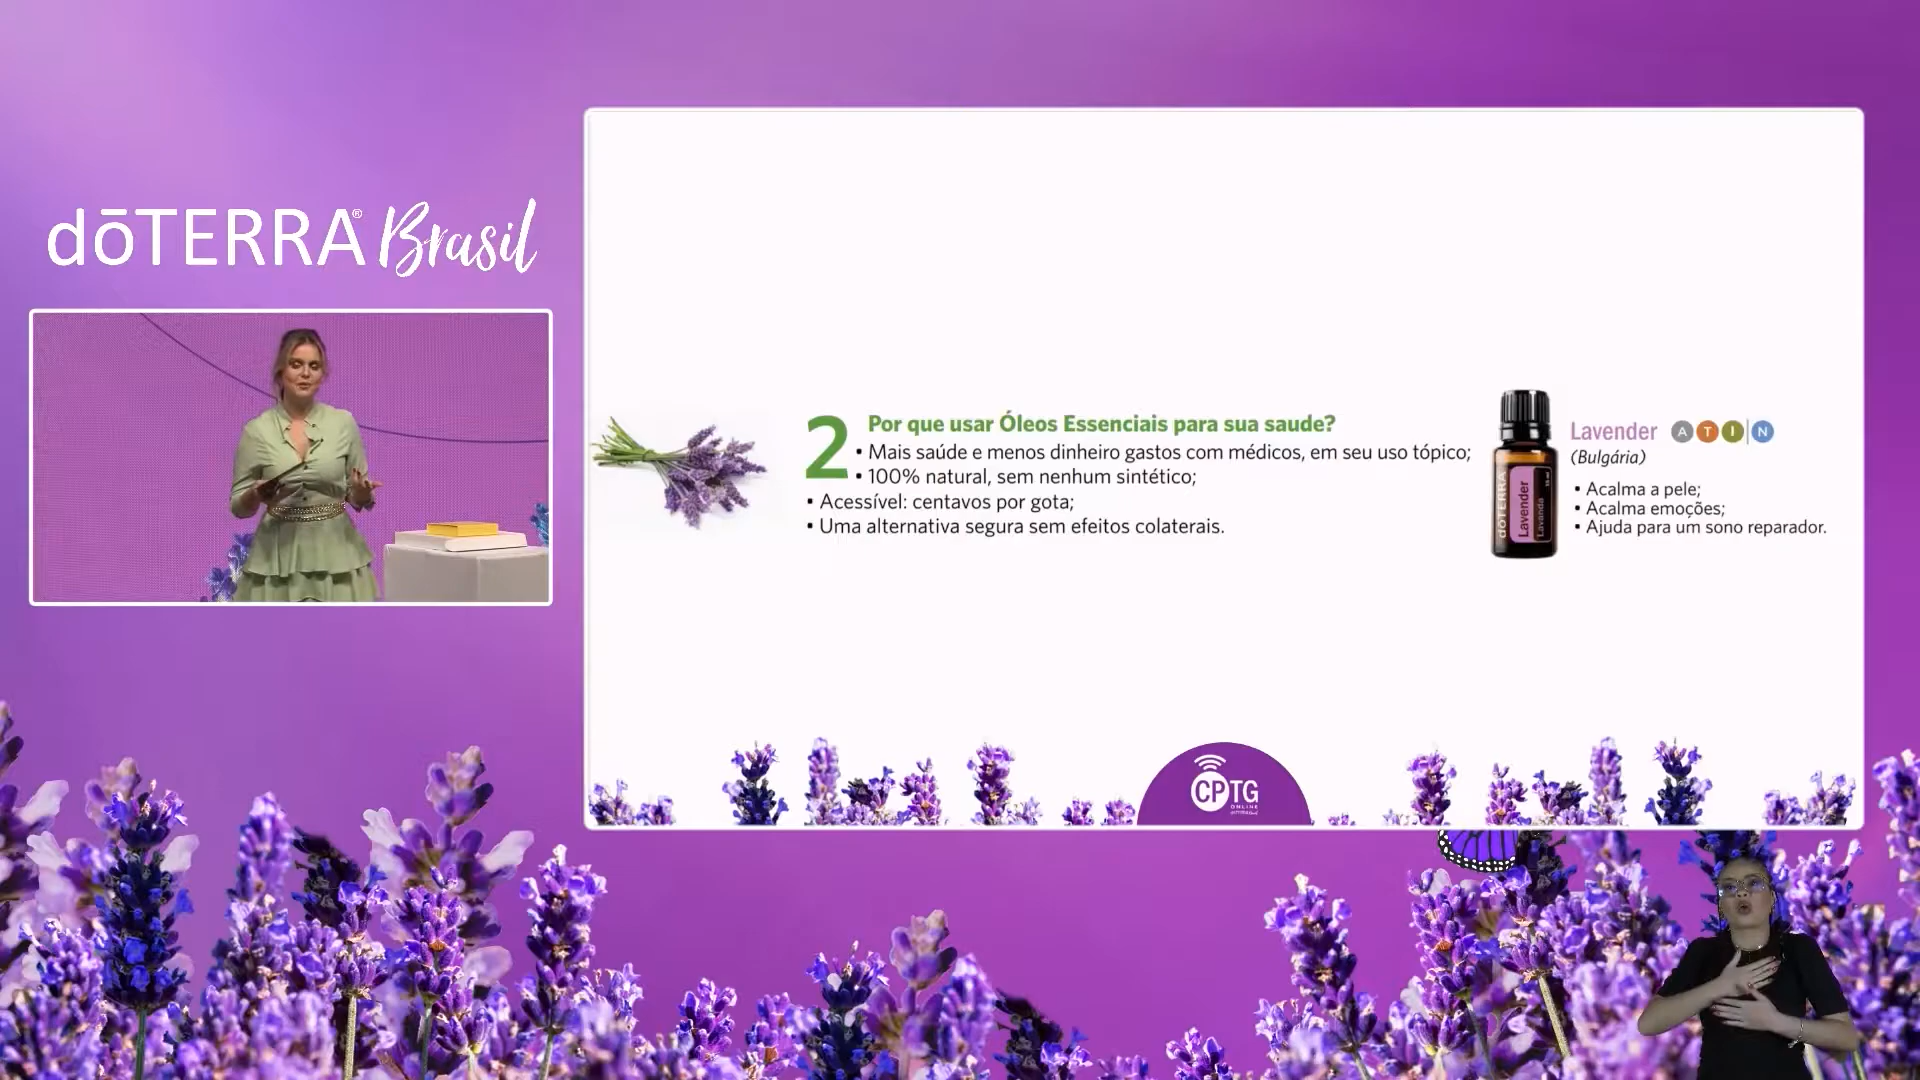 dōTERRA® Brasil
2
Por que usar Óleos Essenciais para sua saude?
• Mais saúde e menos dinheiro gastos com médicos, em seu uso tópico;
• 100% natural, sem nenhum sintético;
• Acessível: centavos por gota;
• Uma alternativa segura sem efeitos colaterais.
dōTERRA
Lavender
Lavanda
Lavender A T I | N
(Bulgária)
• Acalma a pele;
• Acalma emoções;
• Ajuda para um sono reparador.
CPTG
ONLINE